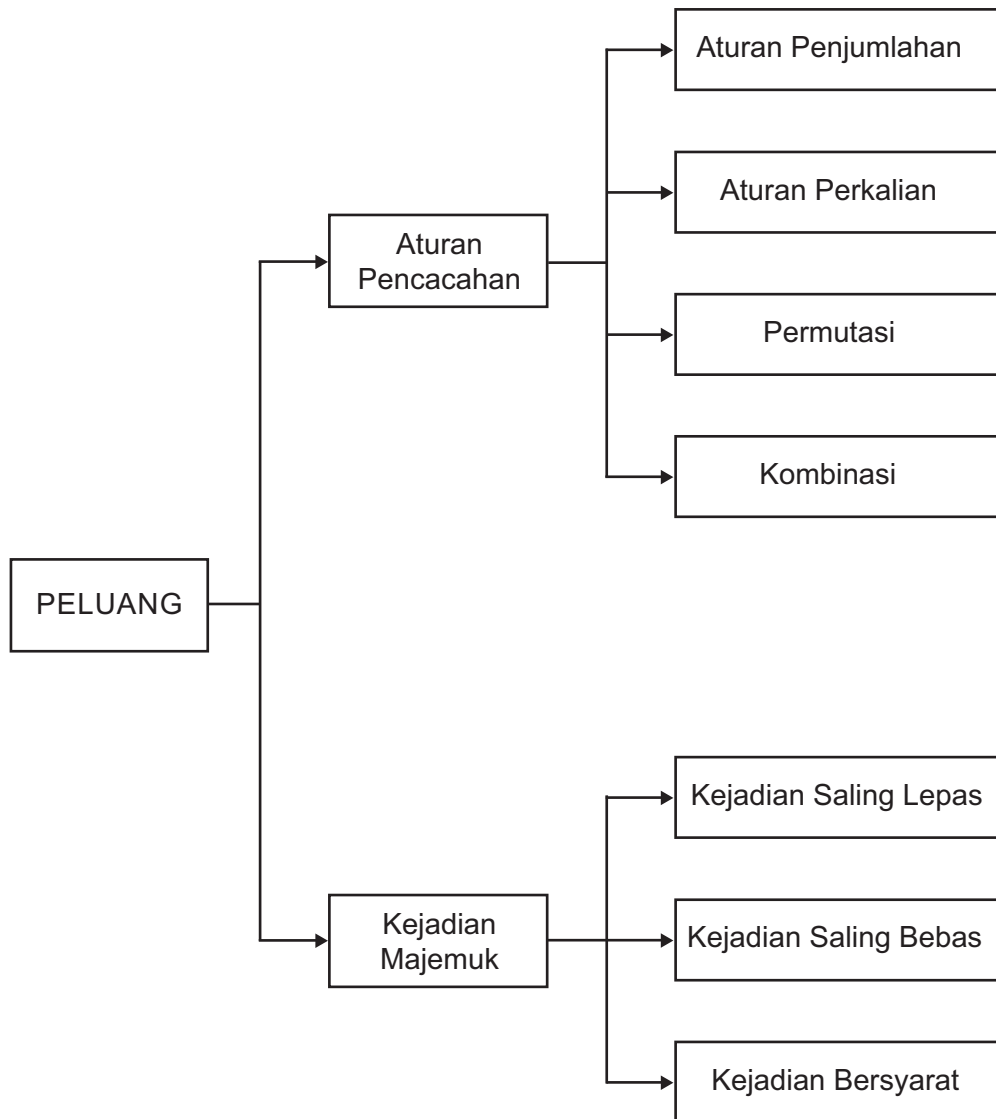 Aturan Penjumlahan
Aturan Perkalian
Aturan
Pencacahan
Permutasi
Kombinasi
PELUANG
Kejadian Saling Lepas
Kejadian
Majemuk
Kejadian Saling Bebas
Kejadian Bersyarat